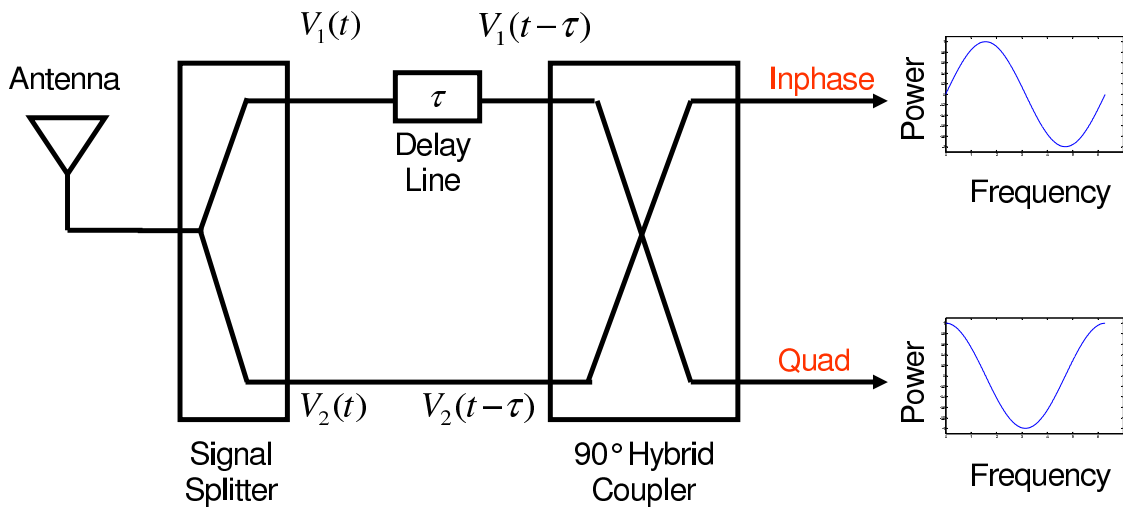 V₁(t)
V₁(t−τ)
Antenna
τ
Delay
Line
Inphase
Power
Frequency
V₂(t)
V₂(t−τ)
Quad
Power
Frequency
Signal
Splitter
90° Hybrid
Coupler